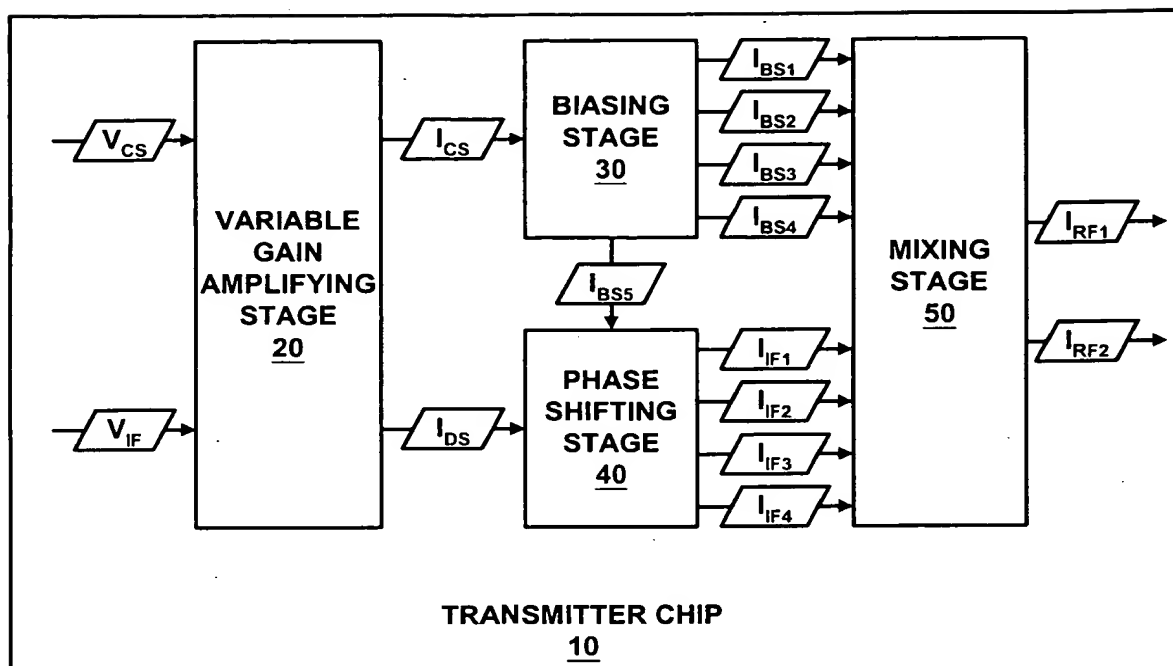 V_CS
V_IF
VARIABLE
GAIN
AMPLIFYING
STAGE
20
I_CS
I_DS
BIASING
STAGE
30
I_BS5
PHASE
SHIFTING
STAGE
40
I_BS1
I_BS2
I_BS3
I_BS4
I_IF1
I_IF2
I_IF3
I_IF4
MIXING
STAGE
50
I_RF1
I_RF2
TRANSMITTER CHIP
10